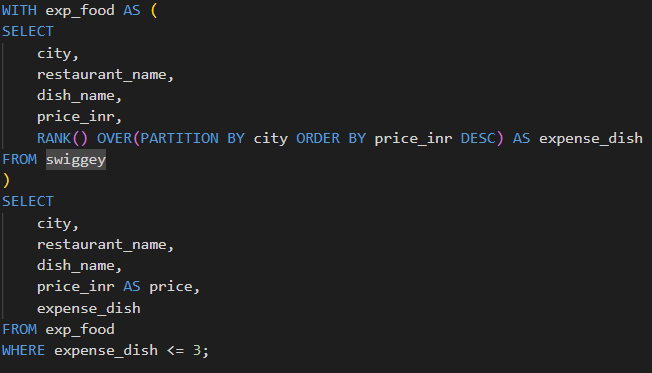 WITH exp_food AS (
SELECT
    city,
    restaurant_name,
    dish_name,
    price_inr,
    RANK() OVER(PARTITION BY city ORDER BY price_inr DESC) AS expense_dish
FROM swiggey
)
SELECT
    city,
    restaurant_name,
    dish_name,
    price_inr AS price,
    expense_dish
FROM exp_food
WHERE expense_dish <= 3;